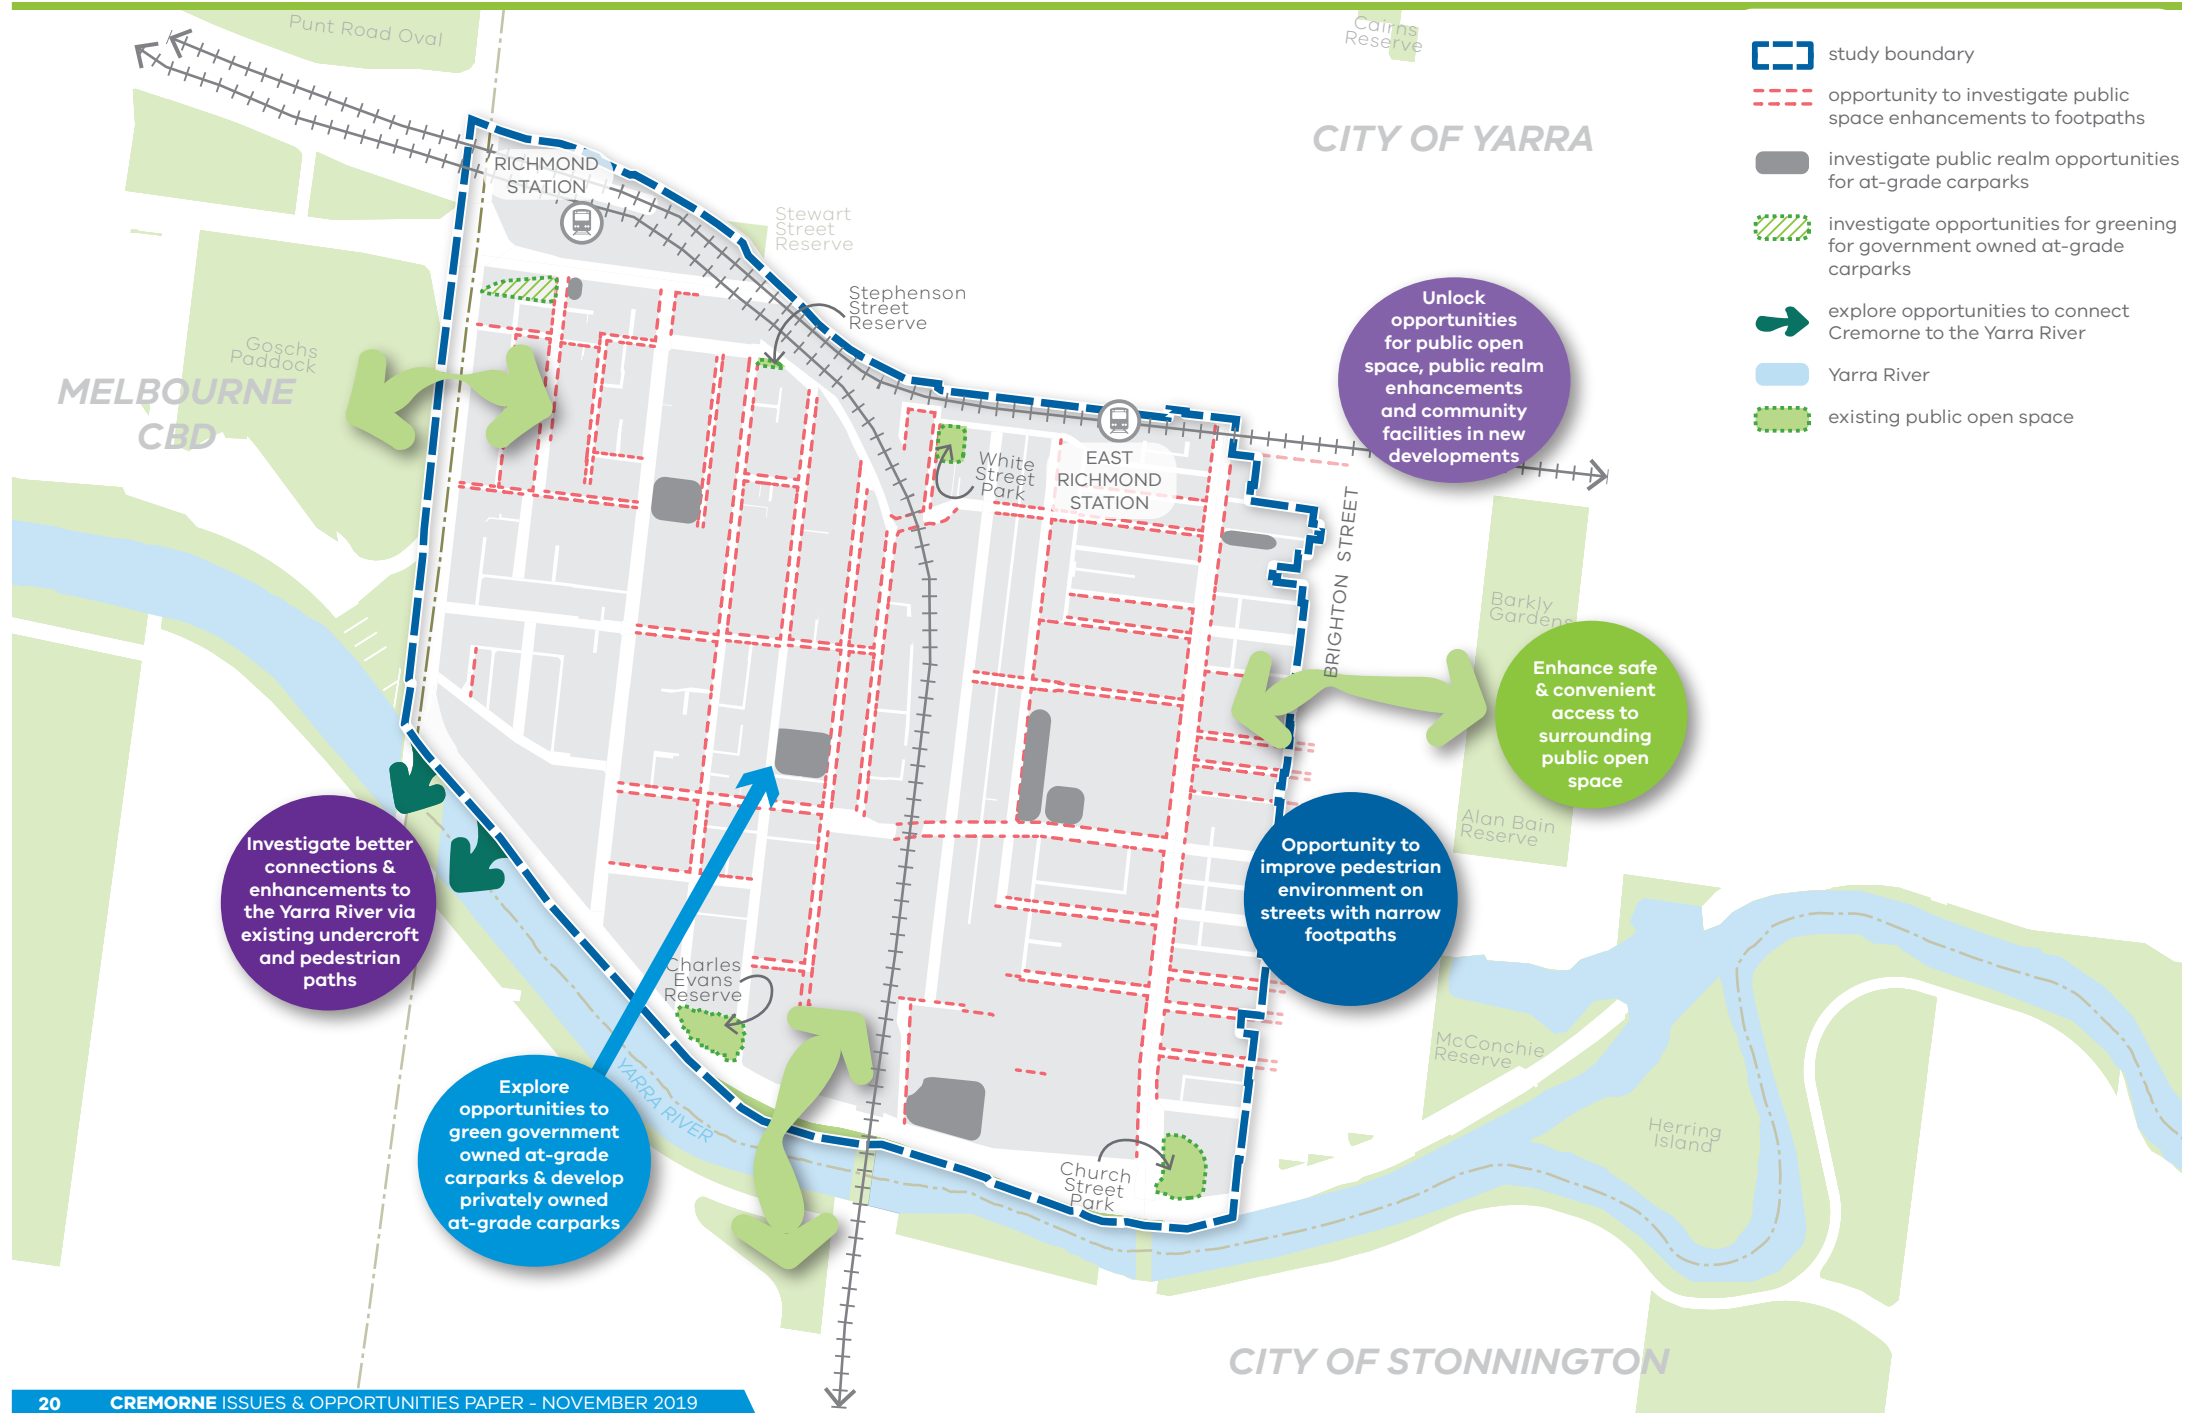 Punt Road Oval
Cairns
Reserve
study boundary
opportunity to investigate public
space enhancements to footpaths
investigate public realm opportunities
for at-grade carparks
investigate opportunities for greening
for government owned at-grade
carparks
explore opportunities to connect
Cremorne to the Yarra River
Yarra River
existing public open space
CITY OF YARRA
RICHMOND
STATION
Stewart
Street
Reserve
Stephenson
Street
Reserve
Goschs
Paddock
MELBOURNE
CBD
Unlock
opportunities
for public open
space, public realm
enhancements
and community
facilities in new
developments
White
Street
Park
EAST
RICHMOND
STATION
BRIGHTON STREET
Barkly
Gardens
Enhance safe
& convenient
access to
surrounding
public open
space
Alan Bain
Reserve
Opportunity to
improve pedestrian
environment on
streets with narrow
footpaths
Investigate better
connections &
enhancements to
the Yarra River via
existing undercroft
and pedestrian
paths
Charles
Evans
Reserve
McConchie
Reserve
YARRA RIVER
Explore
opportunities to
green government
owned at-grade
carparks & develop
privately owned
at-grade carparks
Herring
Island
Church
Street
Park
CITY OF STONNINGTON
20 CREMORNE ISSUES & OPPORTUNITIES PAPER - NOVEMBER 2019